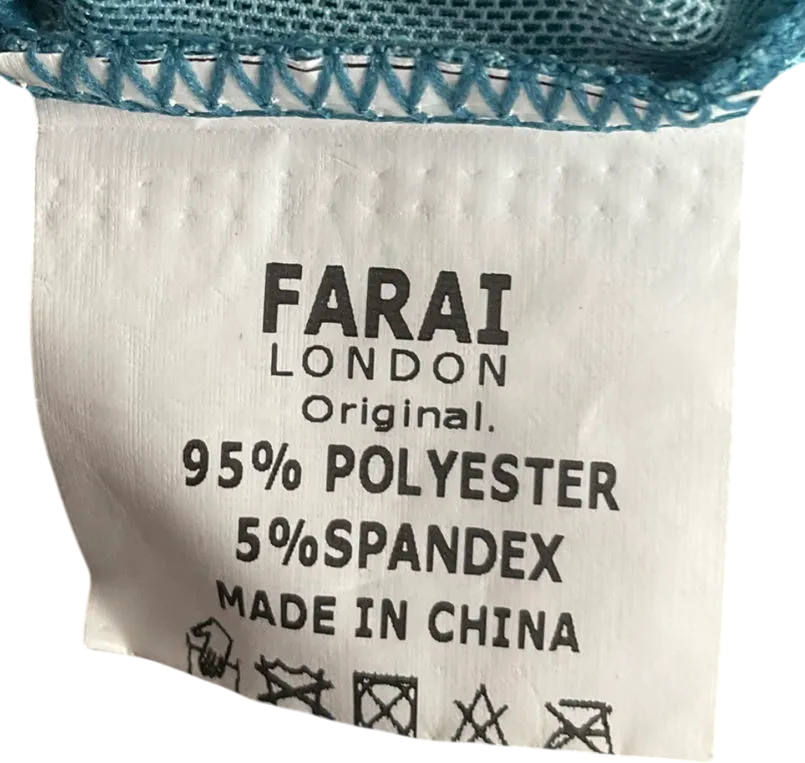 FARAI
LONDON
Original.
95% POLYESTER
5%SPANDEX
MADE IN CHINA